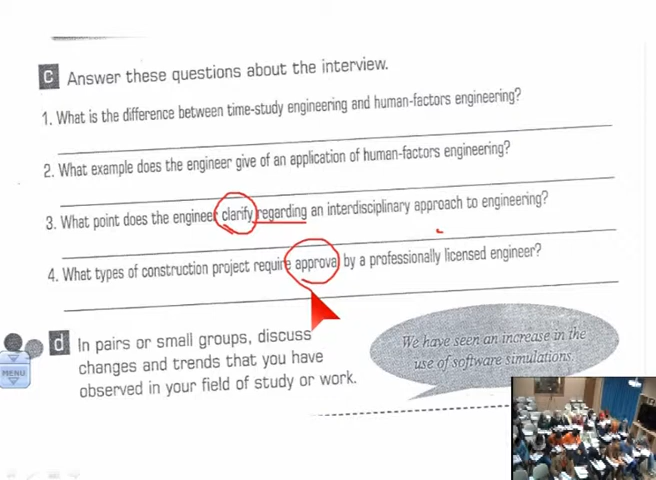 c Answer these questions about the interview.
1. What is the difference between time-study engineering and human-factors engineering?
2. What example does the engineer give of an application of human-factors engineering?
3. What point does the engineer clarify regarding an interdisciplinary approach to engineering?
4. What types of construction project require approval by a professionally licensed engineer?
d In pairs or small groups, discuss
changes and trends that you have
observed in your field of study or work.
We have seen an increase in the
use of software simulations.
MENU